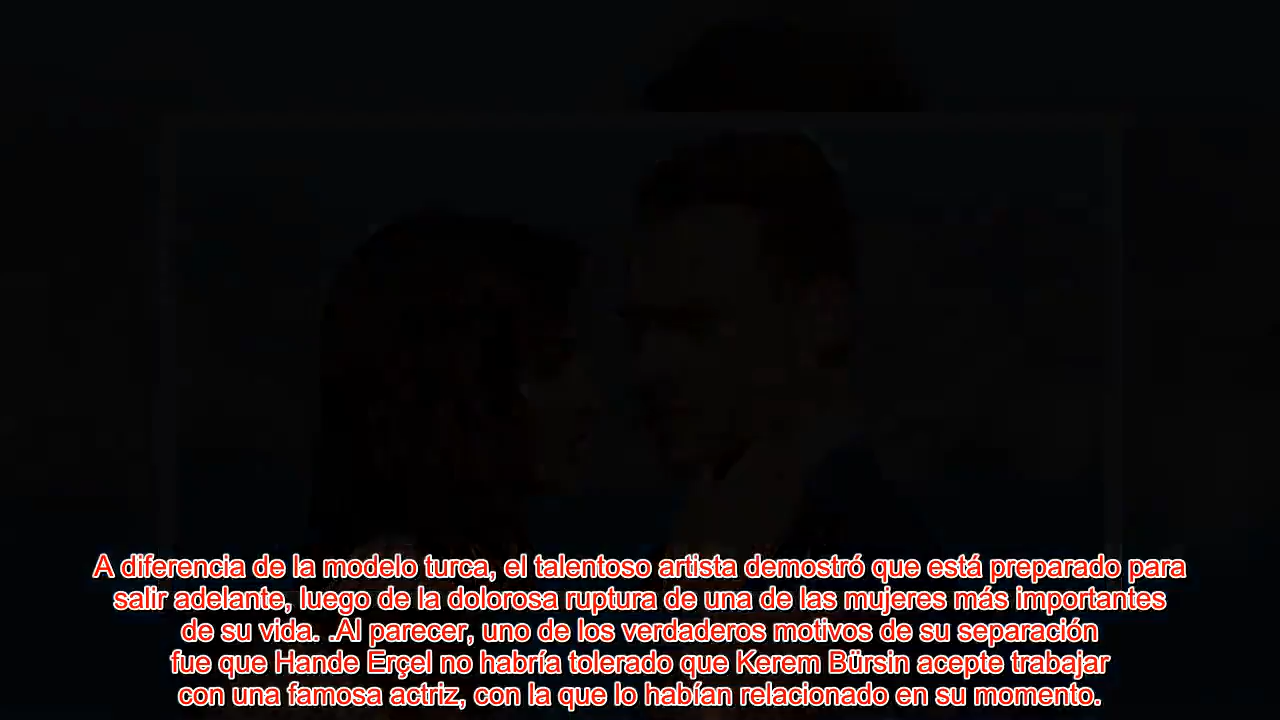 A diferencia de la modelo turca, el talentoso artista demostró que está preparado para
salir adelante, luego de la dolorosa ruptura de una de las mujeres más importantes
de su vida. .Al parecer, uno de los verdaderos motivos de su separación
fue que Hande Erçel no habría tolerado que Kerem Bürsin acepte trabajar
con una famosa actriz, con la que lo habían relacionado en su momento.